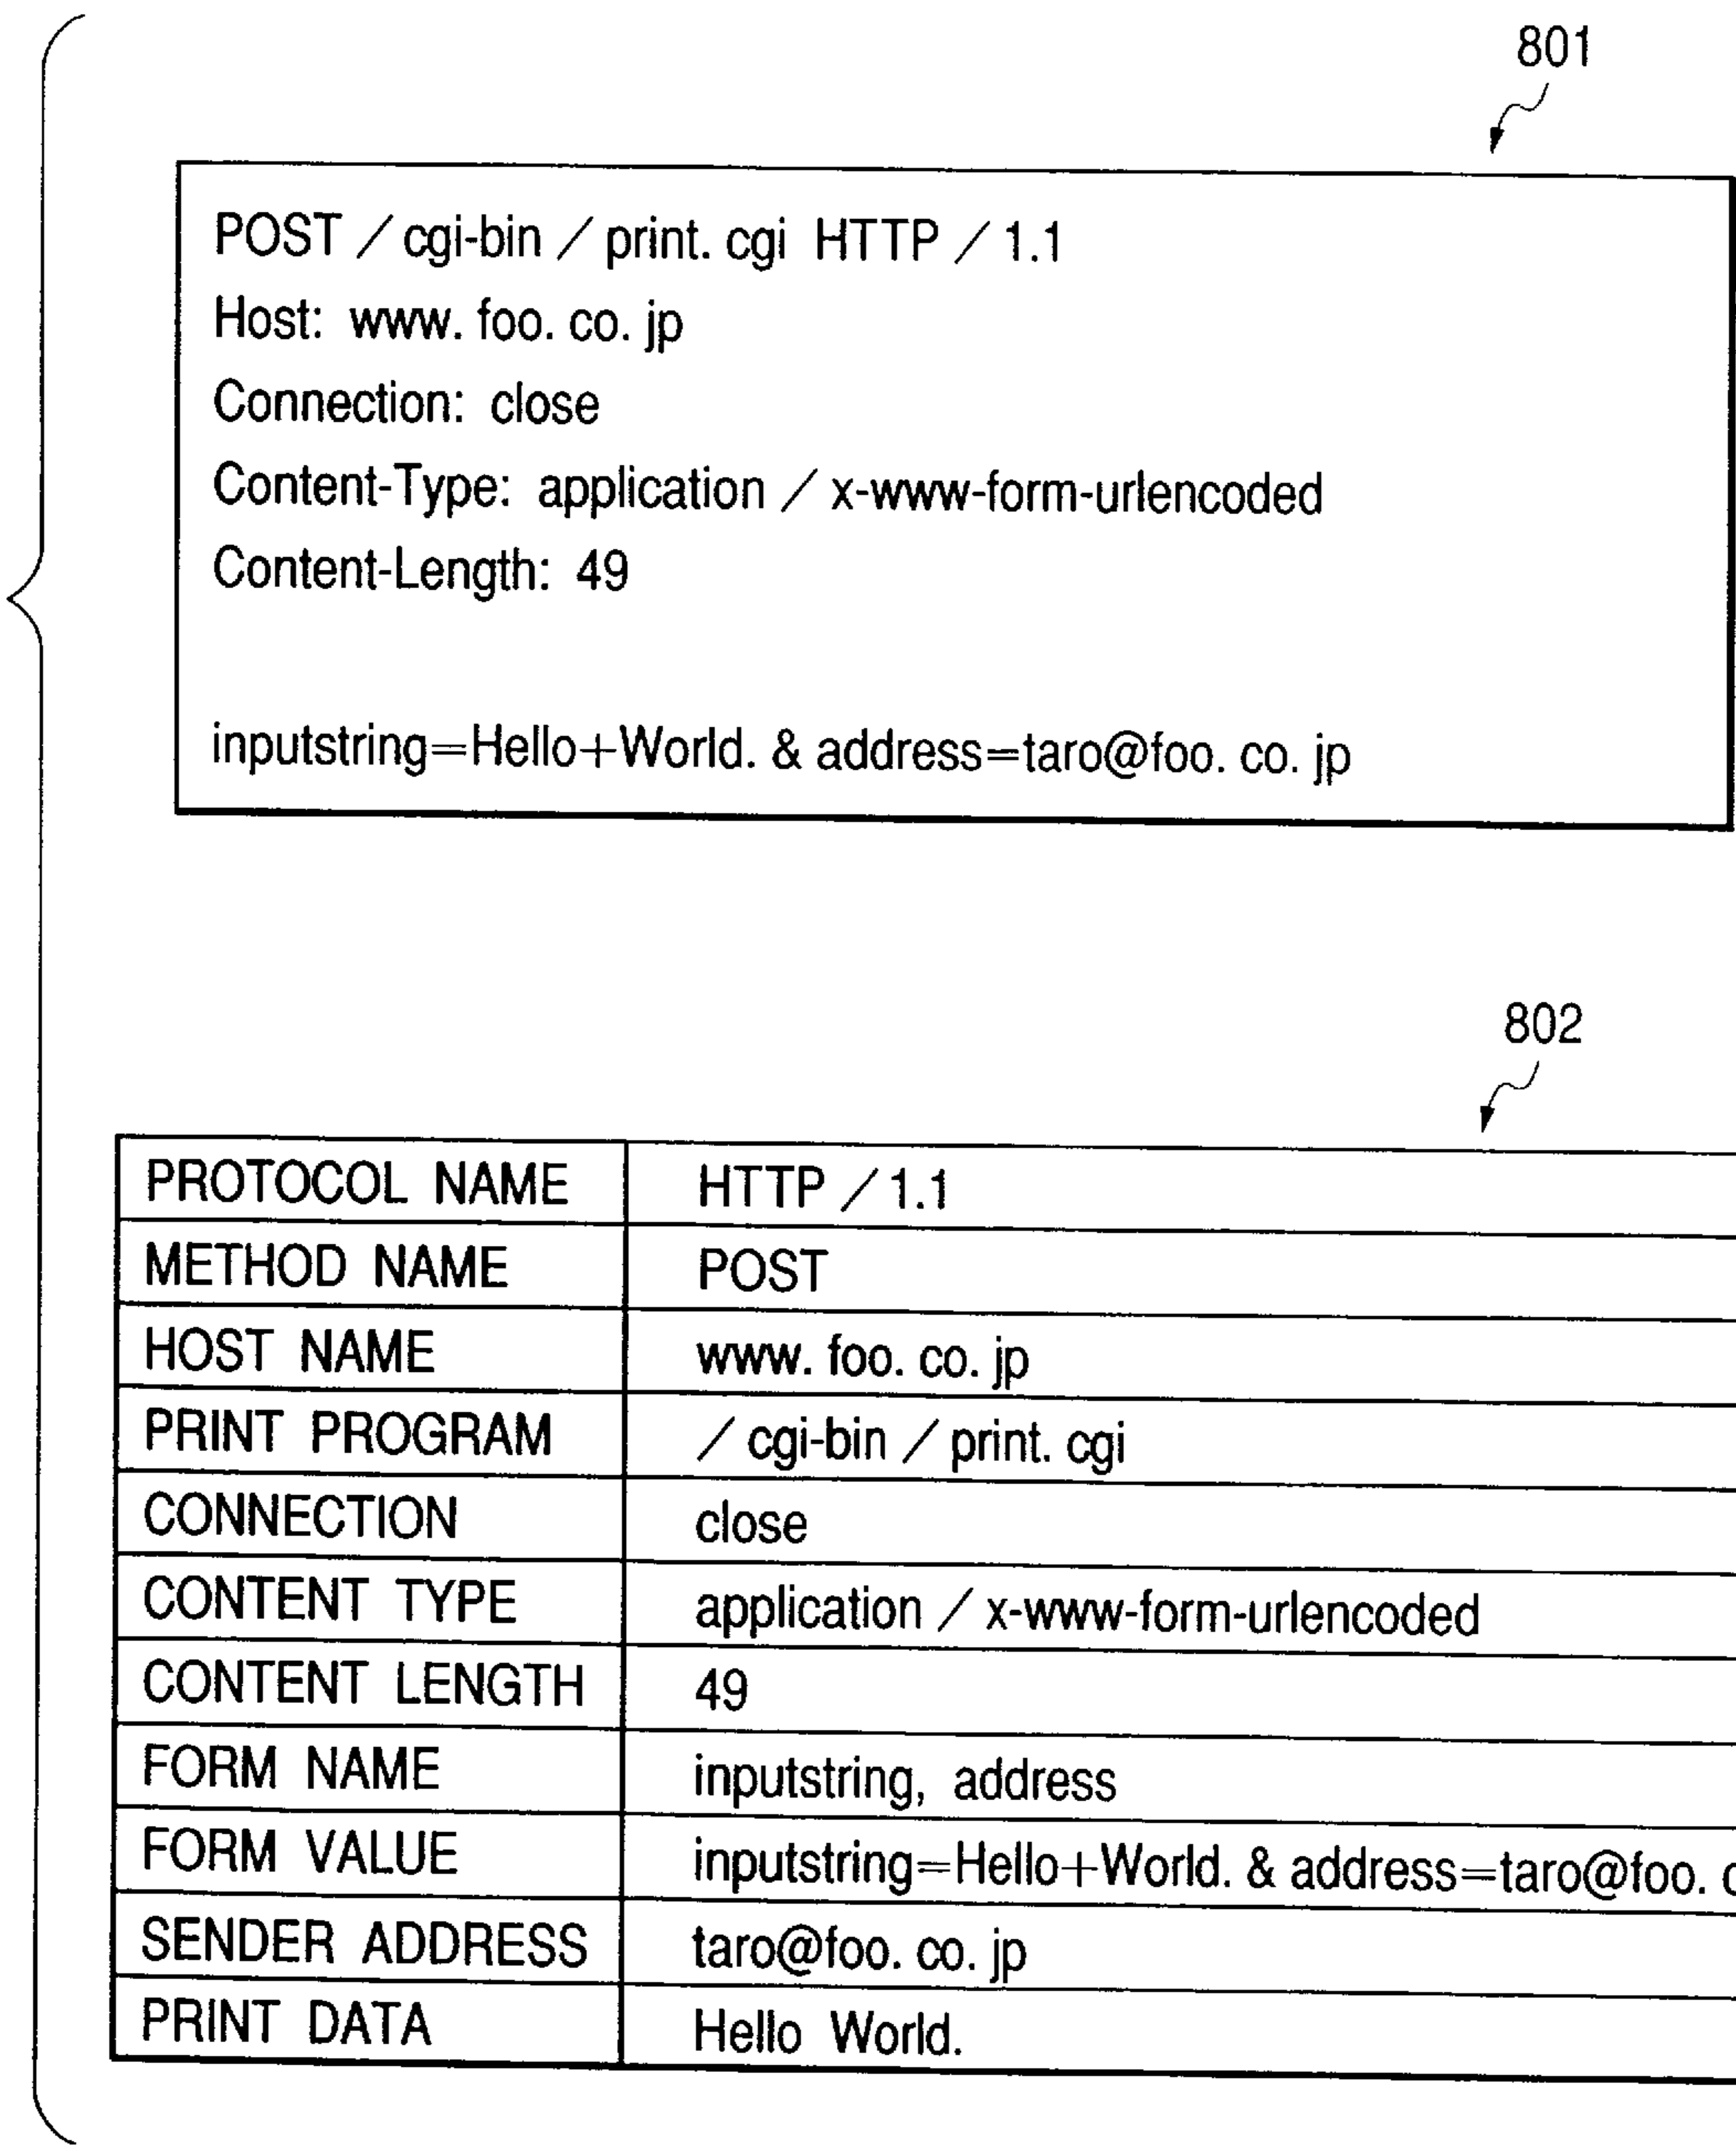 801
POST / cgi-bin / print. cgi HTTP / 1.1
Host: www. foo. co. jp
Connection: close
Content-Type: application / x-www-form-urlencoded
Content-Length: 49
inputstring=Hello+World. & address=taro@foo. co. jp
802
PROTOCOL NAME HTTP / 1.1
METHOD NAME POST
HOST NAME www. foo. co. jp
PRINT PROGRAM / cgi-bin / print. cgi
CONNECTION close
CONTENT TYPE application / x-www-form-urlencoded
CONTENT LENGTH 49
FORM NAME inputstring, address
FORM VALUE inputstring=Hello+World. & address=taro@foo.
SENDER ADDRESS taro@foo. co. jp
PRINT DATA Hello World.